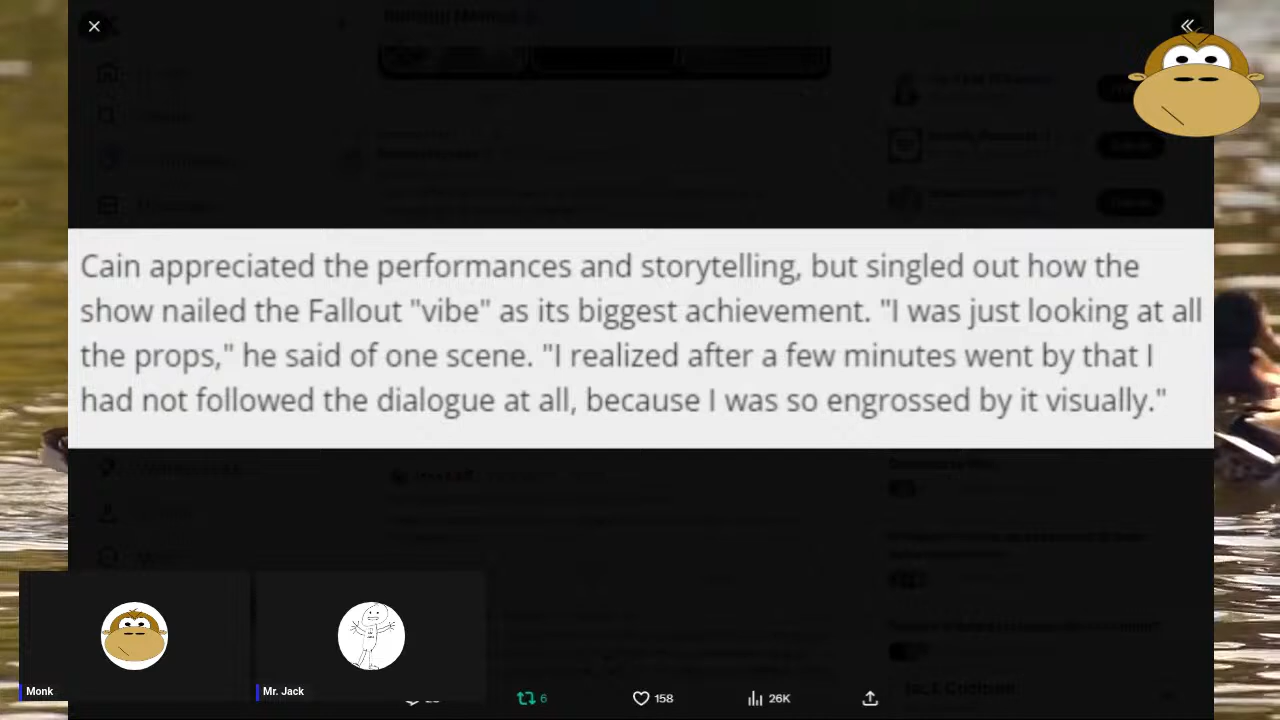 Cain appreciated the performances and storytelling, but singled out how the
show nailed the Fallout "vibe" as its biggest achievement. "I was just looking at all
the props," he said of one scene. "I realized after a few minutes went by that I
had not followed the dialogue at all, because I was so engrossed by it visually."
Monk
Mr. Jack
6
158
26K